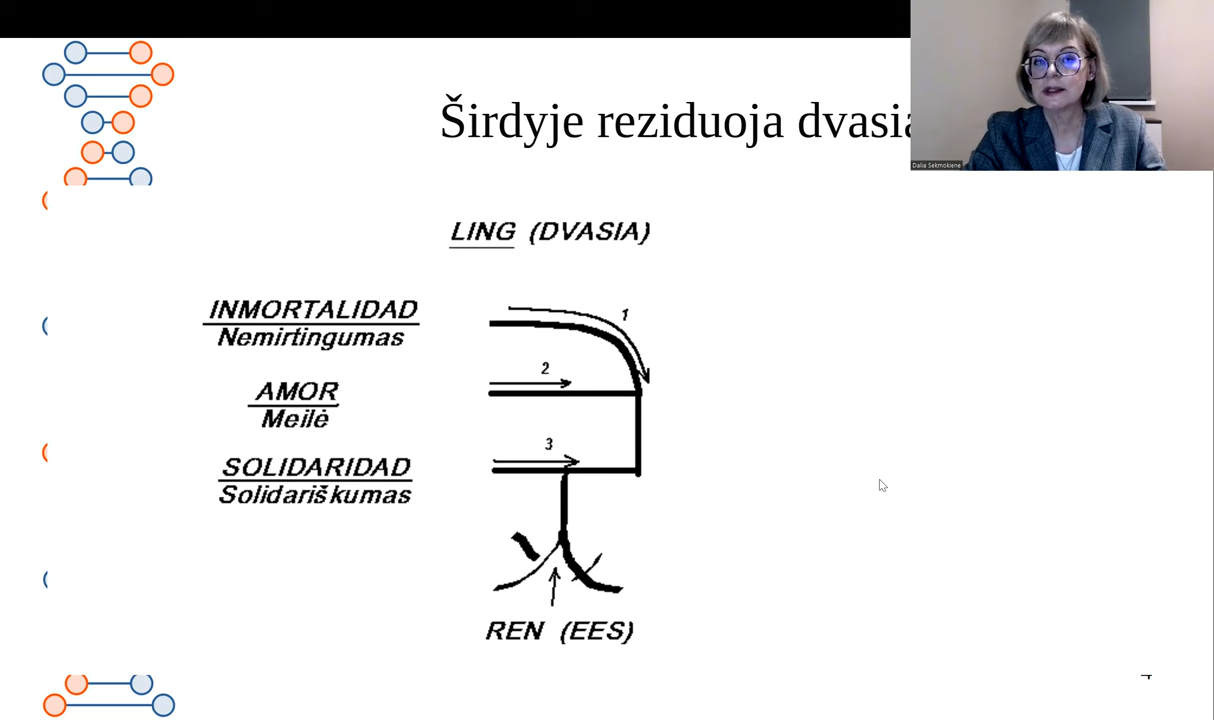 Širdyje reziduoja dvasia
Dalia Sekmokiene
LING (DVASIA)
INMORTALIDAD
Nemirtingumas
1
AMOR
Meilė
2
SOLIDARIDAD
Solidariškumas
3
REN (EES)